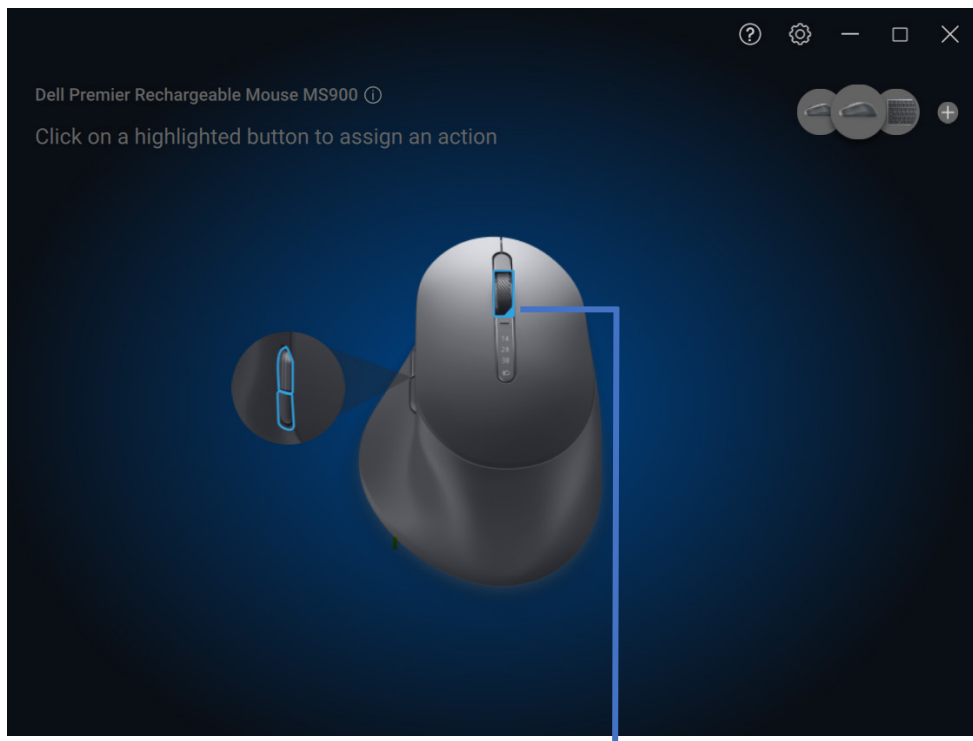 Dell Premier Rechargeable Mouse MS900
Click on a highlighted button to assign an action